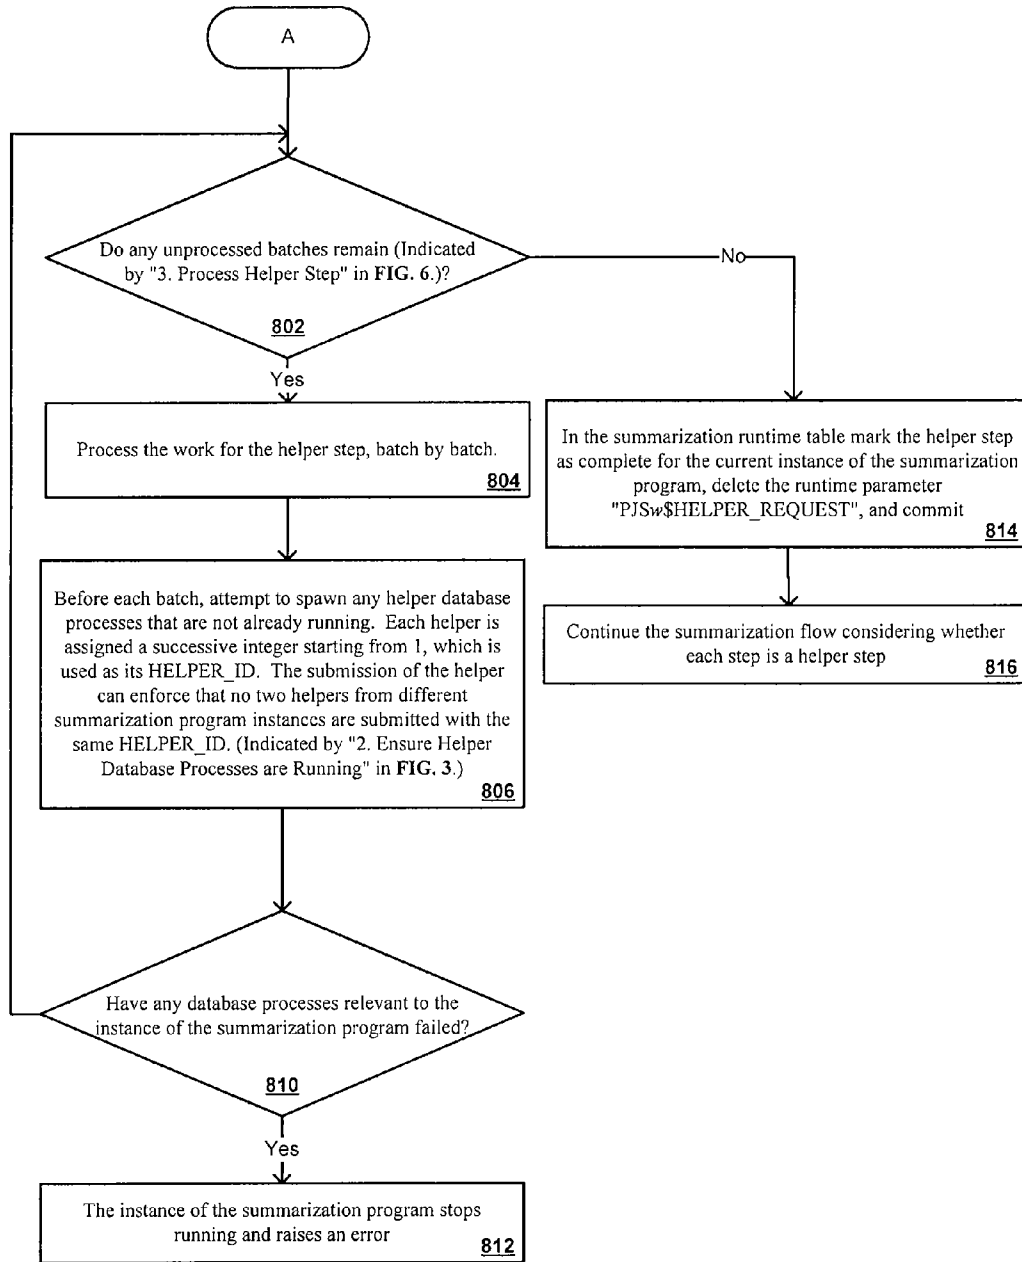 A
Do any unprocessed batches remain (Indicated
by "3. Process Helper Step" in FIG. 6.)?
802
No
Yes
Process the work for the helper step, batch by batch.
804
In the summarization runtime table mark the helper step
as complete for the current instance of the summarization
program, delete the runtime parameter
"PJSw$HELPER_REQUEST", and commit
814
Before each batch, attempt to spawn any helper database
processes that are not already running. Each helper is
assigned a successive integer starting from 1, which is
used as its HELPER_ID. The submission of the helper
can enforce that no two helpers from different
summarization program instances are submitted with the
same HELPER_ID. (Indicated by "2. Ensure Helper
Database Processes are Running" in FIG. 3.)
806
Continue the summarization flow considering whether
each step is a helper step
816
Have any database processes relevant to the
instance of the summarization program failed?
810
Yes
The instance of the summarization program stops
running and raises an error
812